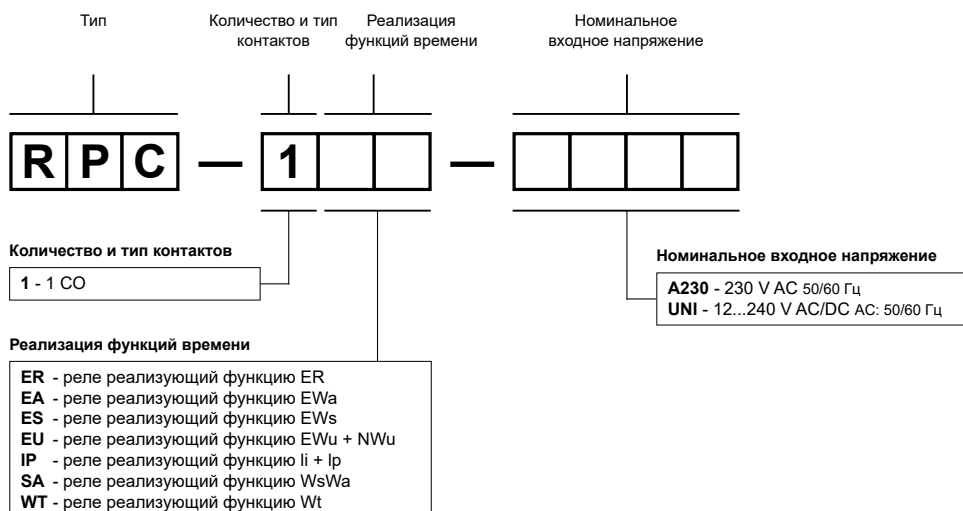 Тип
Количество и тип
контактов
Реализация
функций времени
Номинальное
входное напряжение
R P C — 1 —
Количество и тип контактов
1 - 1 CO
Номинальное входное напряжение
A230 - 230 V AC 50/60 Гц
UNI - 12...240 V AC/DC AC: 50/60 Гц
Реализация функций времени
ER - реле реализующий функцию ER
EA - реле реализующий функцию EWa
ES - реле реализующий функцию EWs
EU - реле реализующий функцию EWu + NWu
IP - реле реализующий функцию Ii + Ip
SA - реле реализующий функцию WsWa
WT - реле реализующий функцию Wt